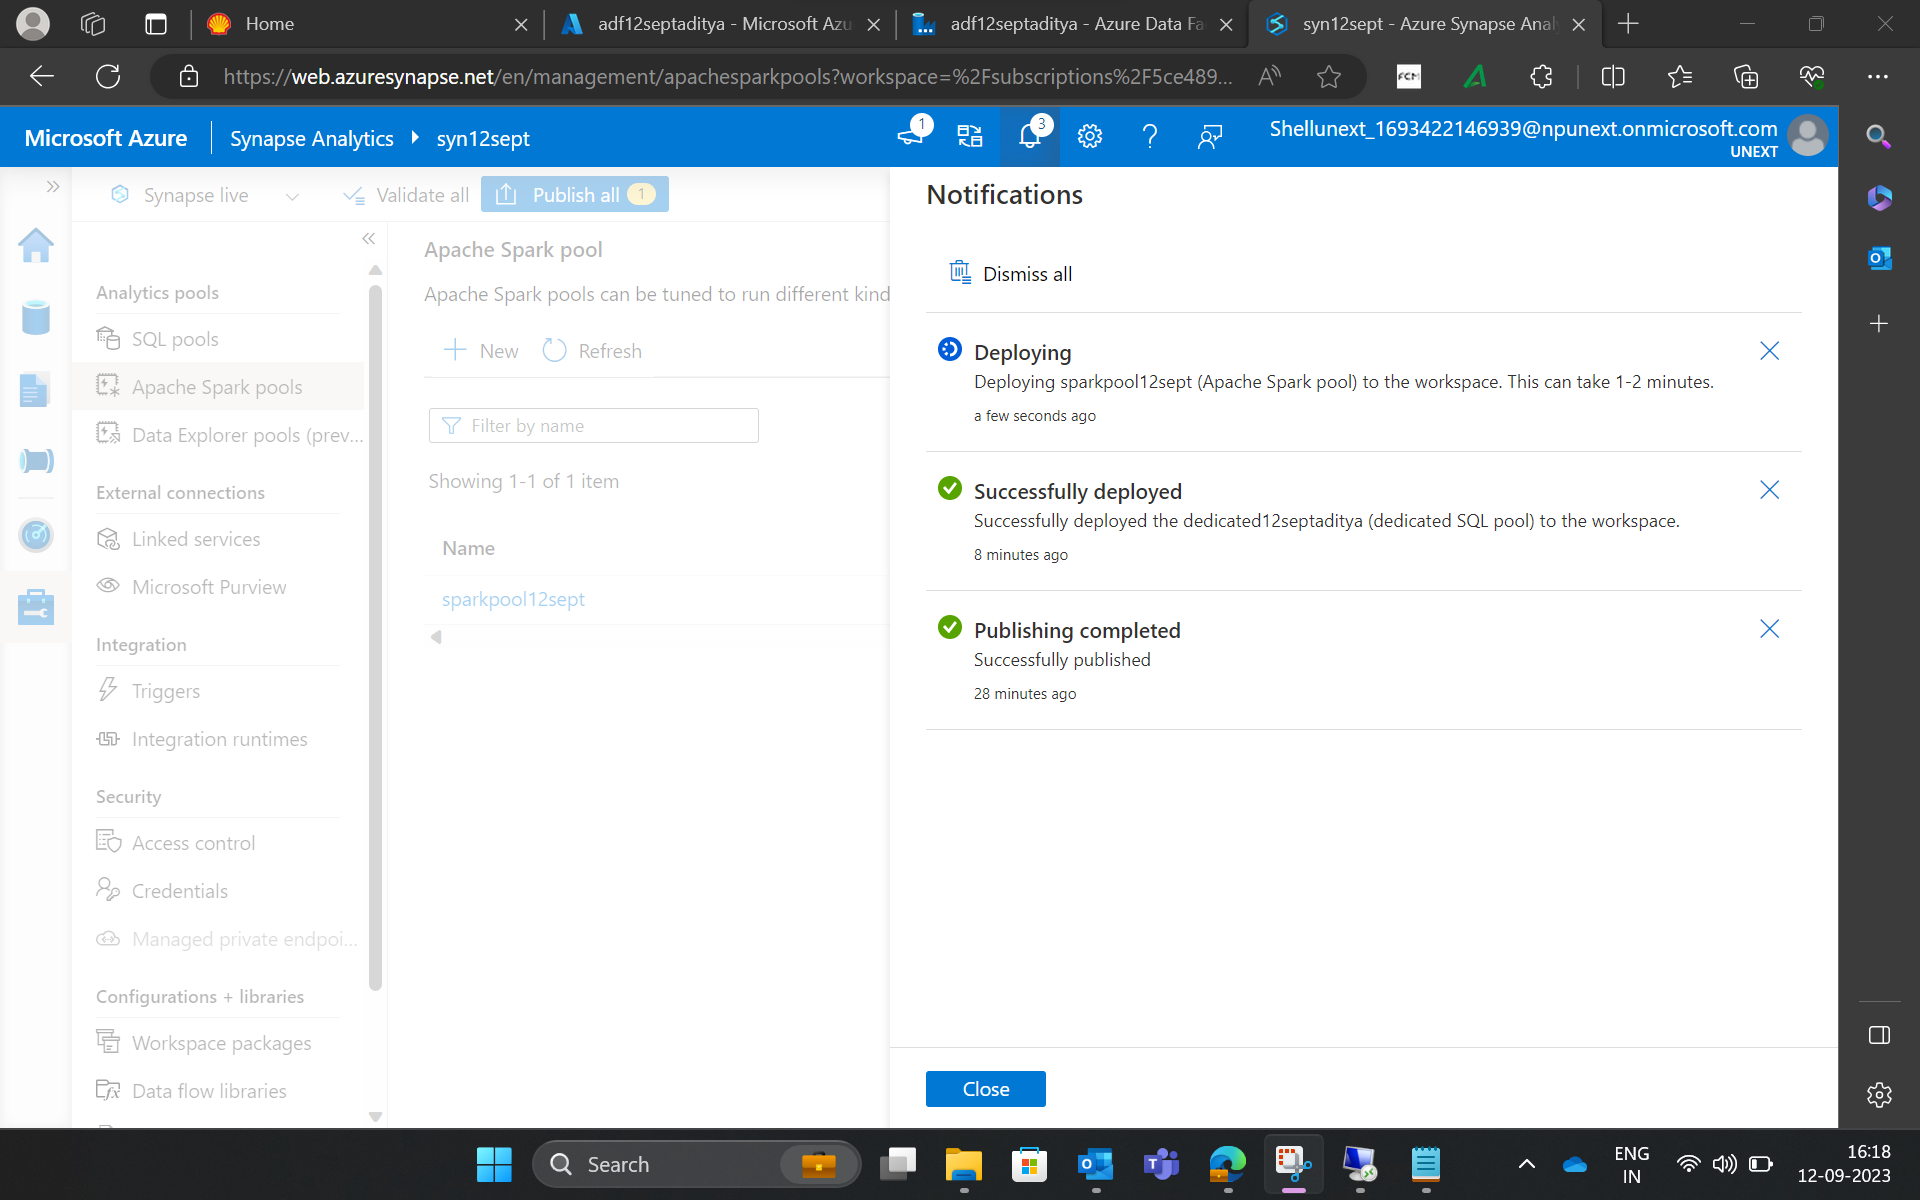 Home
adf12septaditya - Microsoft Azu
adf12septaditya - Azure Data Fa
syn12sept - Azure Synapse Anal
https://web.azuresynapse.net/en/management/apachesparkpools?workspace=%2Fsubscriptions%2F5ce489...
FCM
Microsoft Azure
Synapse Analytics
syn12sept
1
3
Shellunext_1693422146939@npunext.onmicrosoft.com
UNEXT
Synapse live
Validate all
Publish all
1
Analytics pools
SQL pools
Apache Spark pools
Data Explorer pools (prev...
External connections
Linked services
Microsoft Purview
Integration
Triggers
Integration runtimes
Security
Access control
Credentials
Managed private endpoi...
Configurations + libraries
Workspace packages
Data flow libraries
Apache Spark pool
Apache Spark pools can be tuned to run different kind
New
Refresh
Filter by name
Showing 1-1 of 1 item
Name
sparkpool12sept
Notifications
Dismiss all
Deploying
Deploying sparkpool12sept (Apache Spark pool) to the workspace. This can take 1-2 minutes.
a few seconds ago
Successfully deployed
Successfully deployed the dedicated12septaditya (dedicated SQL pool) to the workspace.
8 minutes ago
Publishing completed
Successfully published
28 minutes ago
Close
Search
ENG
IN
16:18
12-09-2023